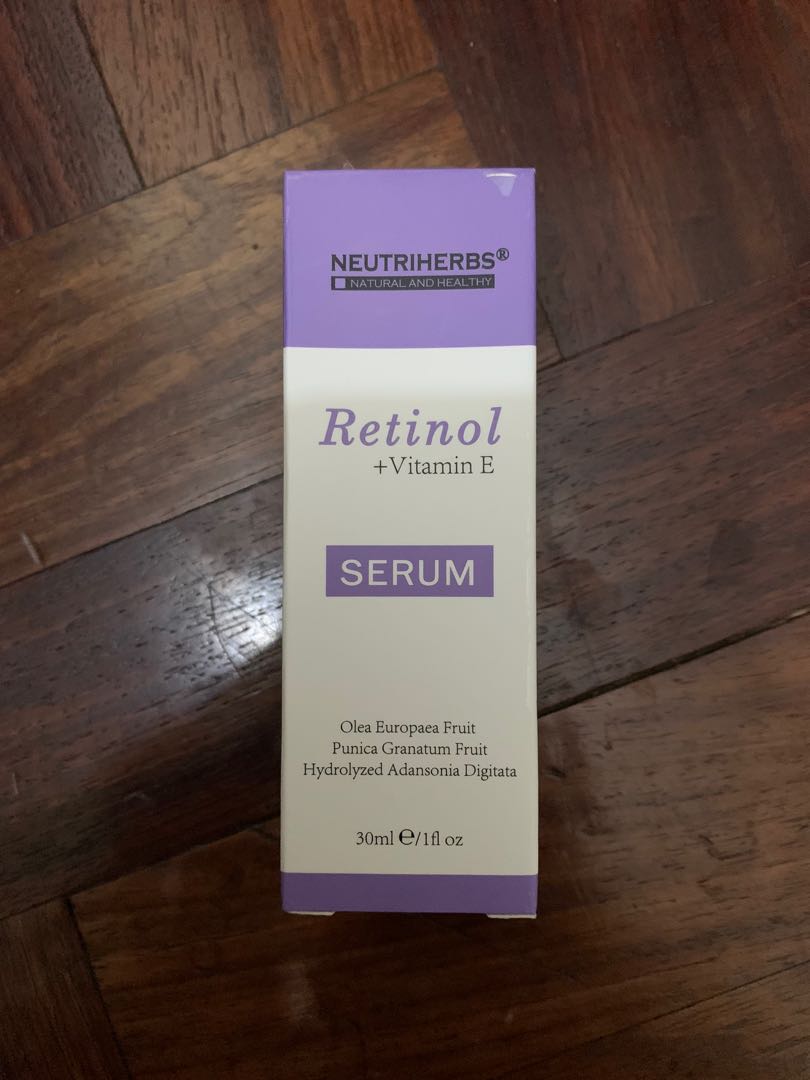 NEUTRIHERBS®
NATURAL AND HEALTHY
Retinol
+Vitamin E
SERUM
Olea Europaea Fruit
Punica Granatum Fruit
Hydrolyzed Adansonia Digitata
30ml ℮/1fl oz